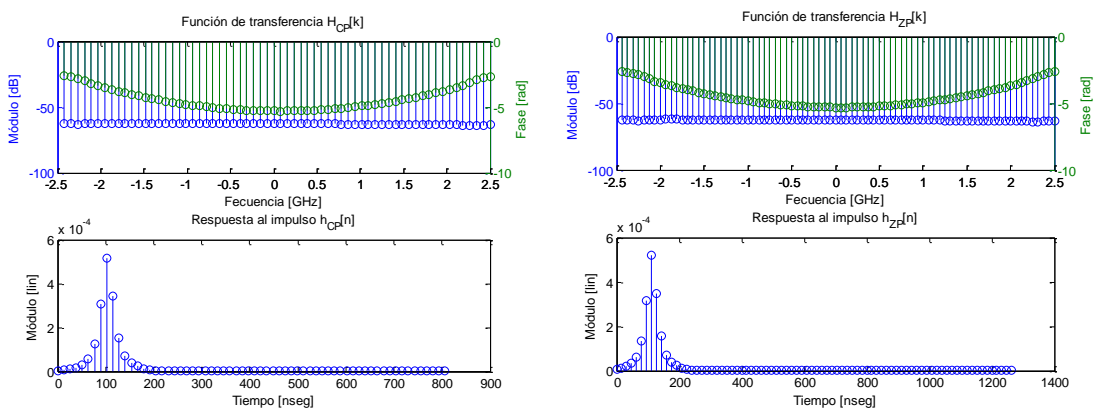 Función de transferencia H_CP[k]
0
-50
-100
Módulo [dB]
0
-5
-10
Fase [rad]
-2.5 -2 -1.5 -1 -0.5 0 0.5 1 1.5 2 2.5
Fecuencia [GHz]
Respuesta al impulso h_CP[n]
x 10^-4
6
4
2
0
Módulo [lin]
0 100 200 300 400 500 600 700 800 900
Tiempo [nseg]
Función de transferencia H_ZP[k]
0
-50
-100
Módulo [dB]
0
-5
-10
Fase [rad]
-2.5 -2 -1.5 -1 -0.5 0 0.5 1 1.5 2 2.5
Fecuencia [GHz]
Respuesta al impulso h_ZP[n]
x 10^-4
6
4
2
0
Módulo [lin]
0 200 400 600 800 1000 1200 1400
Tiempo [nseg]